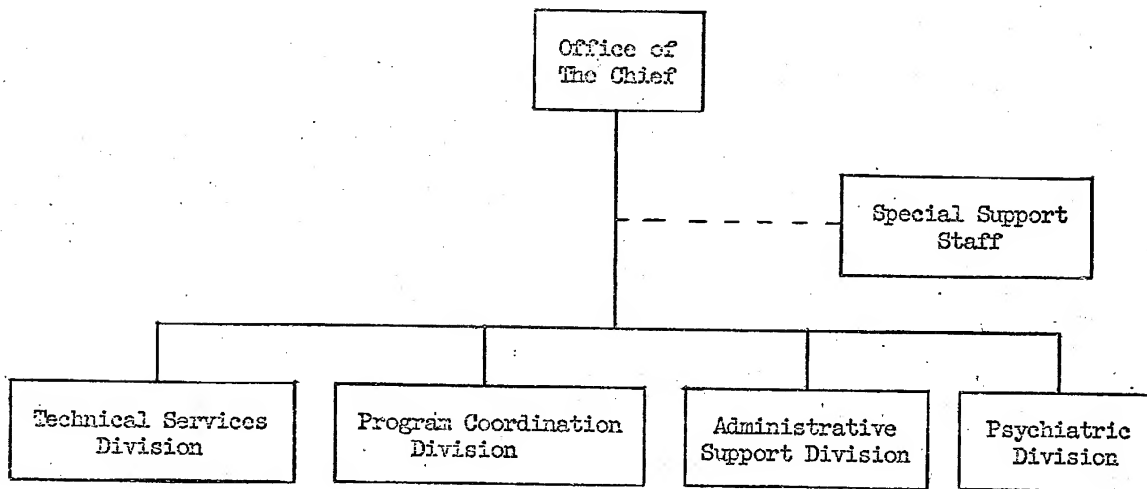 Office of
The Chief
Special Support
Staff
Technical Services
Division
Program Coordination
Division
Administrative
Support Division
Psychiatric
Division